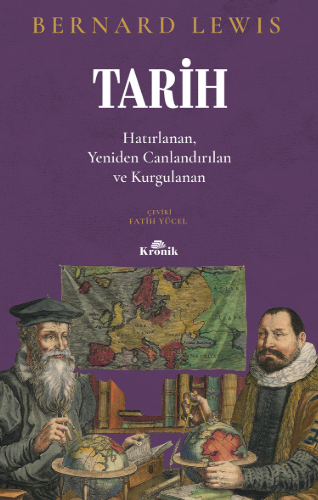 BERNARD LEWIS
TARİH
Hatırlanan,
Yeniden Canlandırılan
ve Kurgulanan
ÇEVİRİ
FATİH YÜCEL
Kronik